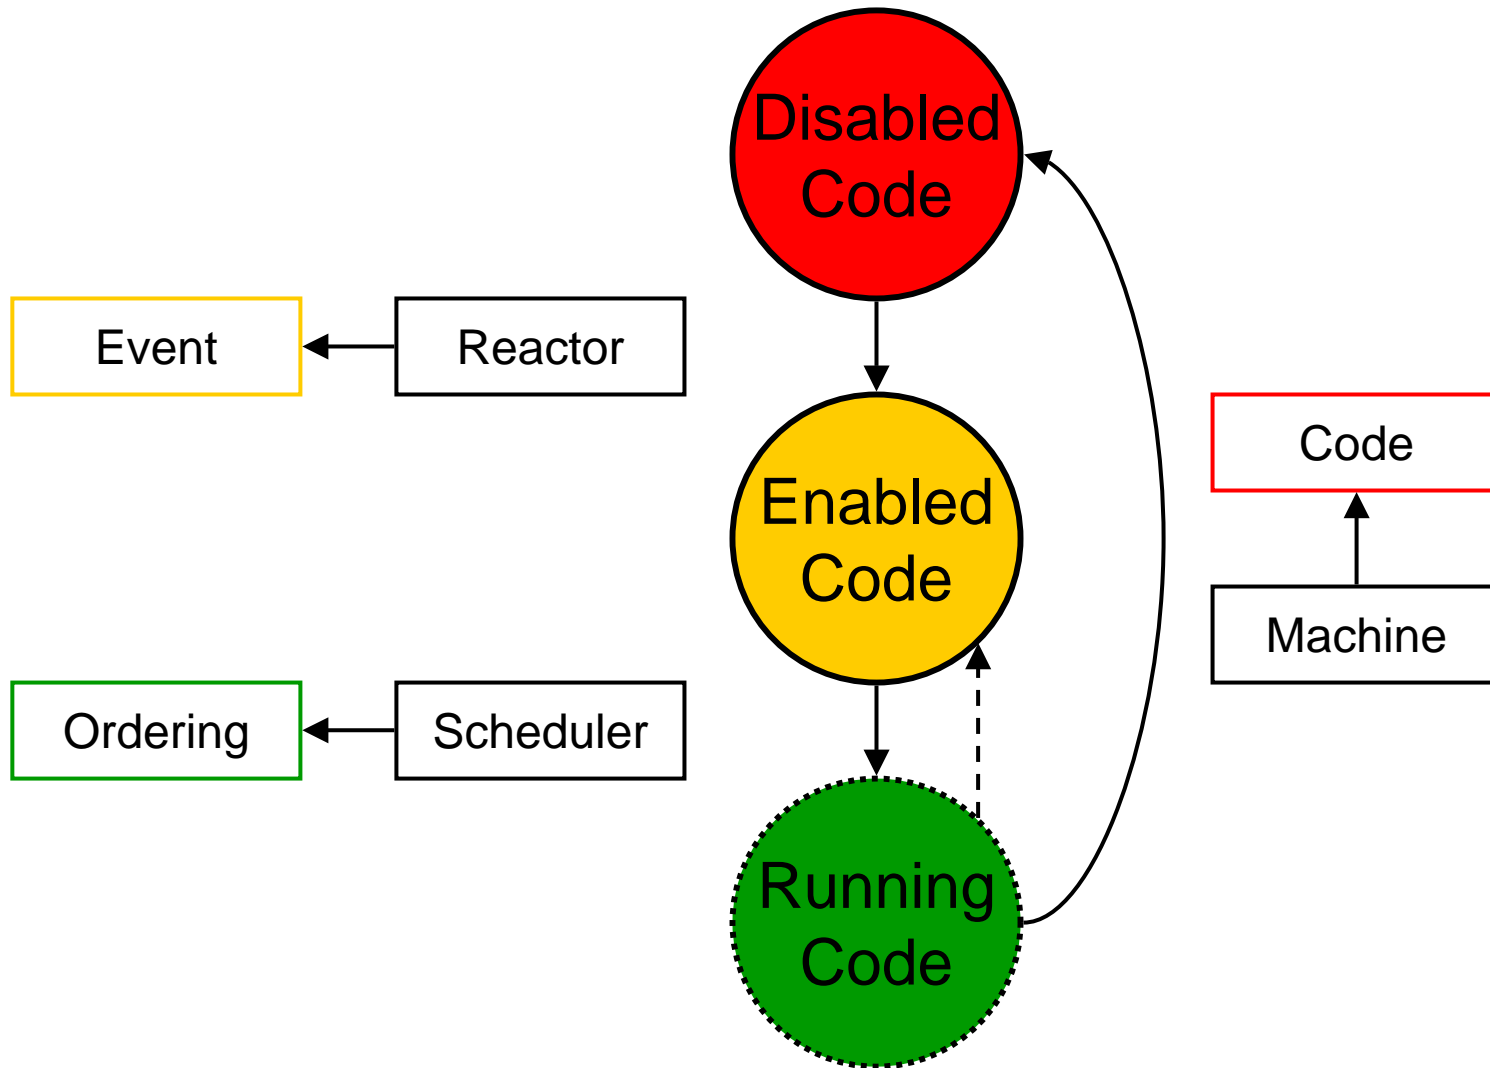 Disabled
Code
Event
Reactor
Enabled
Code
Code
Machine
Ordering
Scheduler
Running
Code